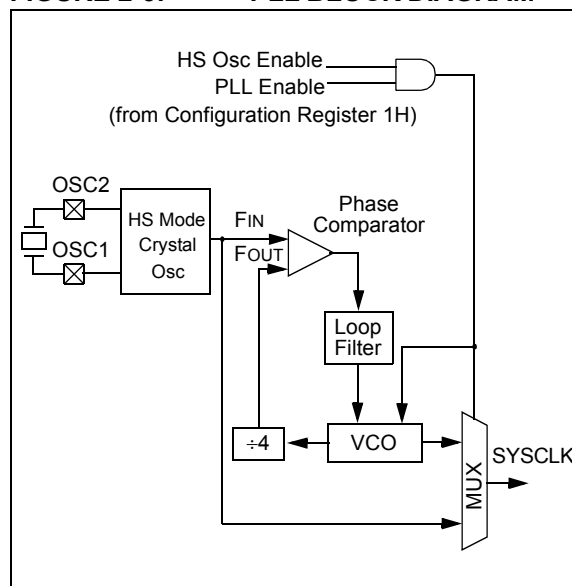 HS Osc Enable
PLL Enable
(from Configuration Register 1H)
OSC2
OSC1
HS Mode
Crystal
Osc
FIN
FOUT
Phase
Comparator
Loop
Filter
÷4
VCO
MUX
SYSCLK